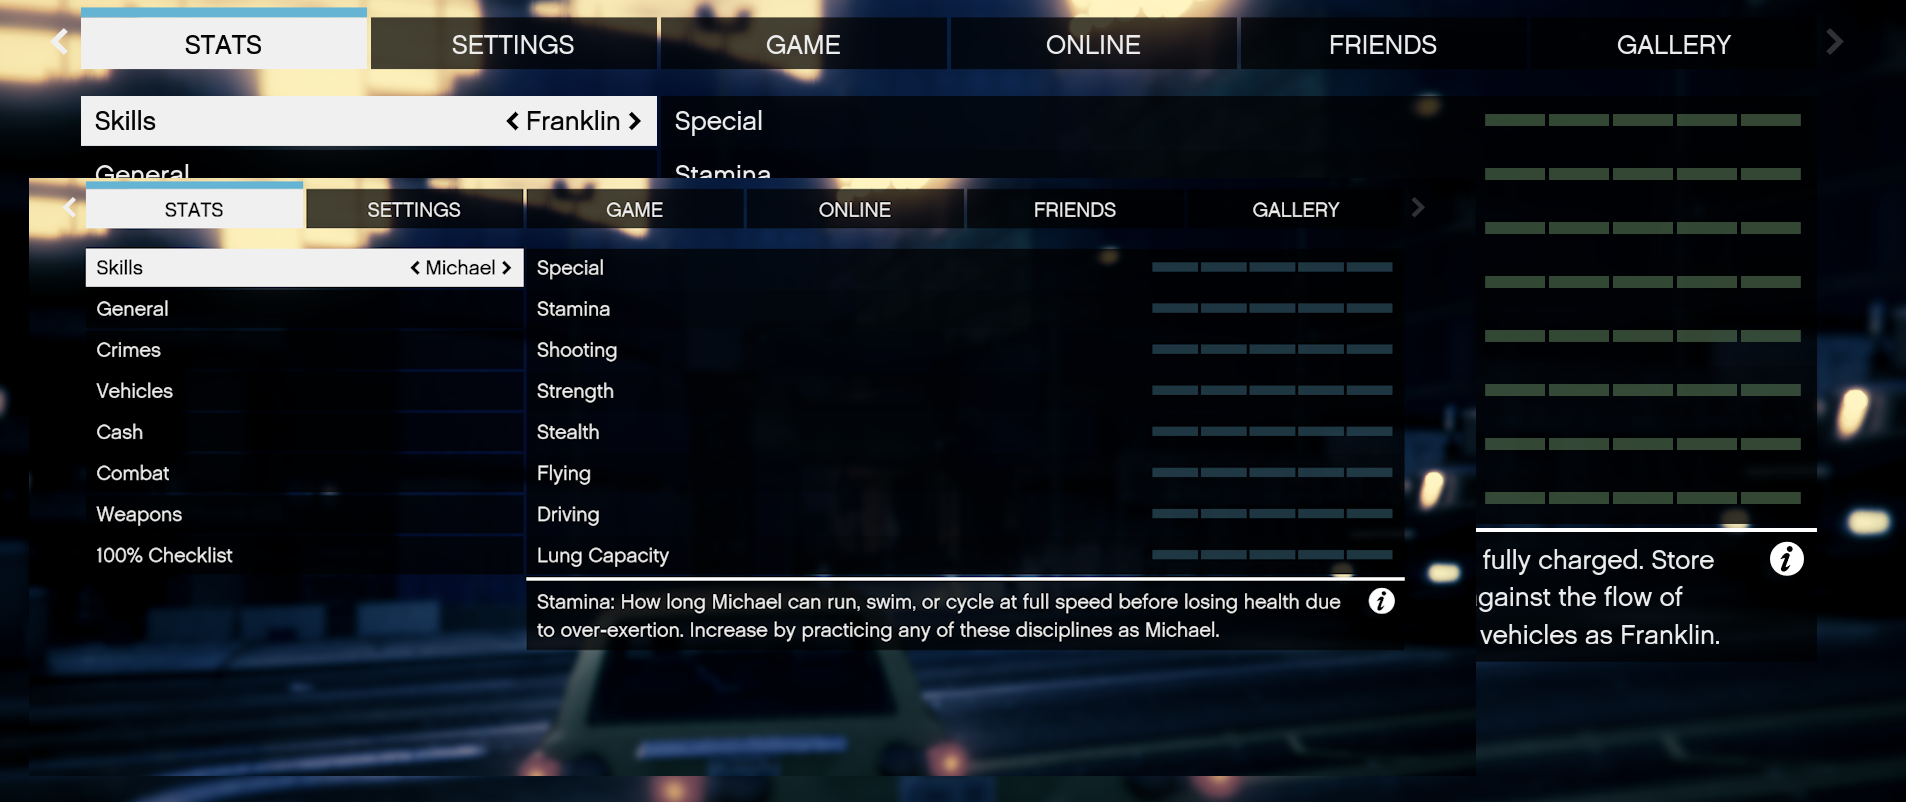 STATS SETTINGS GAME ONLINE FRIENDS GALLERY
Skills Franklin Special
General Stamina
STATS SETTINGS GAME ONLINE FRIENDS GALLERY
Skills Michael Special
General Stamina
Crimes Shooting
Vehicles Strength
Cash Stealth
Combat Flying
Weapons Driving
100% Checklist Lung Capacity
Stamina: How long Michael can run, swim, or cycle at full speed before losing health due
to over-exertion. Increase by practicing any of these disciplines as Michael.
fully charged. Store
gainst the flow of
vehicles as Franklin.